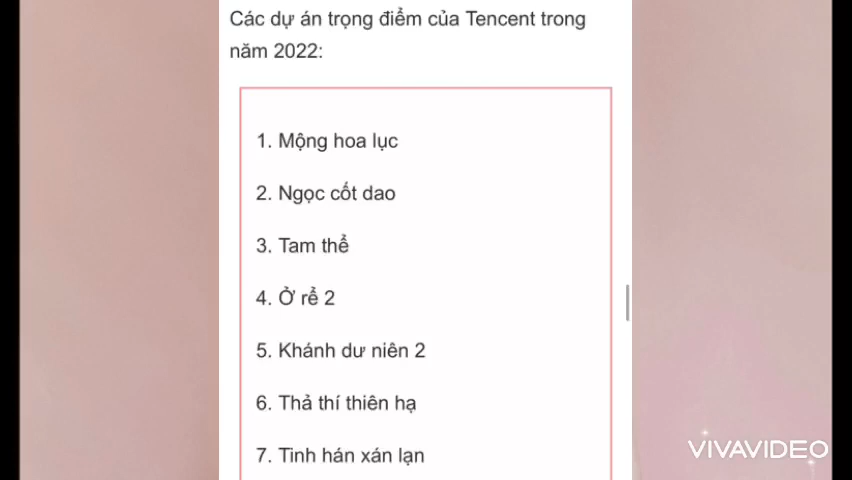 Các dự án trọng điểm của Tencent trong
năm 2022:
1. Mộng hoa lục
2. Ngọc cốt dao
3. Tam thể
4. Ở rể 2
5. Khánh dư niên 2
6. Thả thí thiên hạ
7. Tinh hán xán lạn
VIVAVIDEO